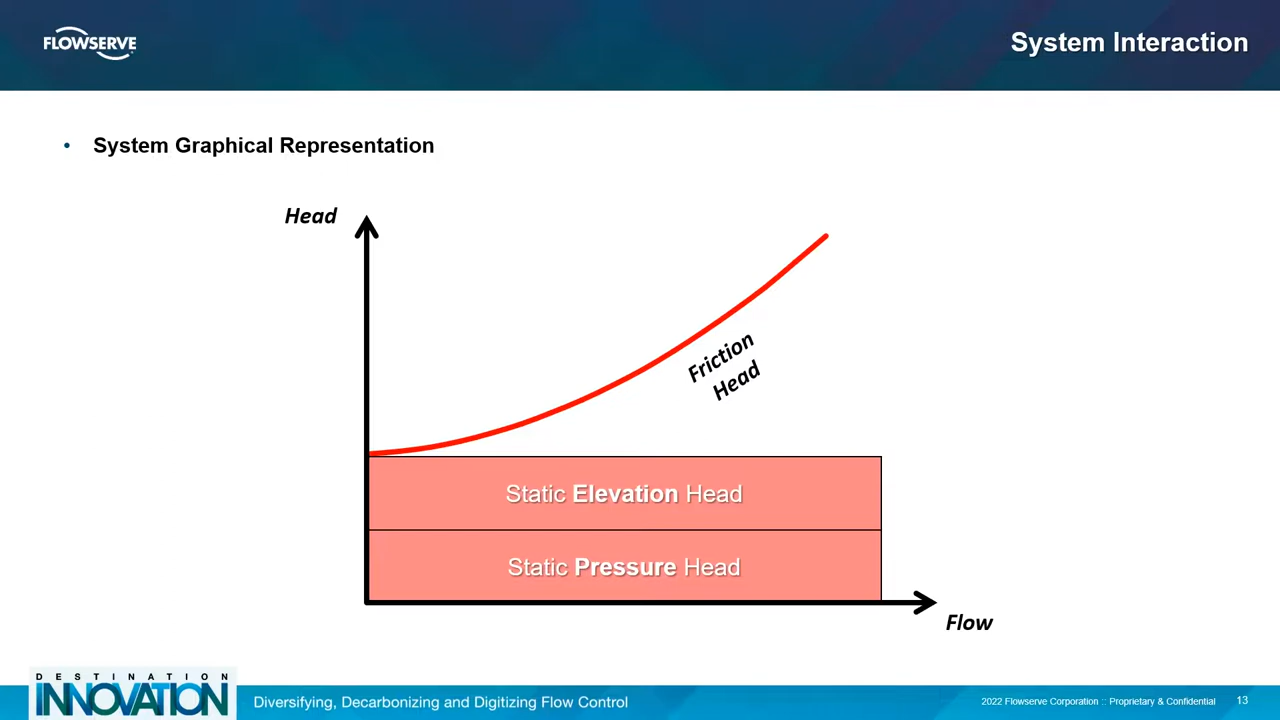 FLOWSERVE
System Interaction
• System Graphical Representation
Head
Friction
Head
Static Elevation Head
Static Pressure Head
Flow
DESTINATION
INNOVATION
Diversifying, Decarbonizing and Digitizing Flow Control
2022 Flowserve Corporation :: Proprietary & Confidential
13